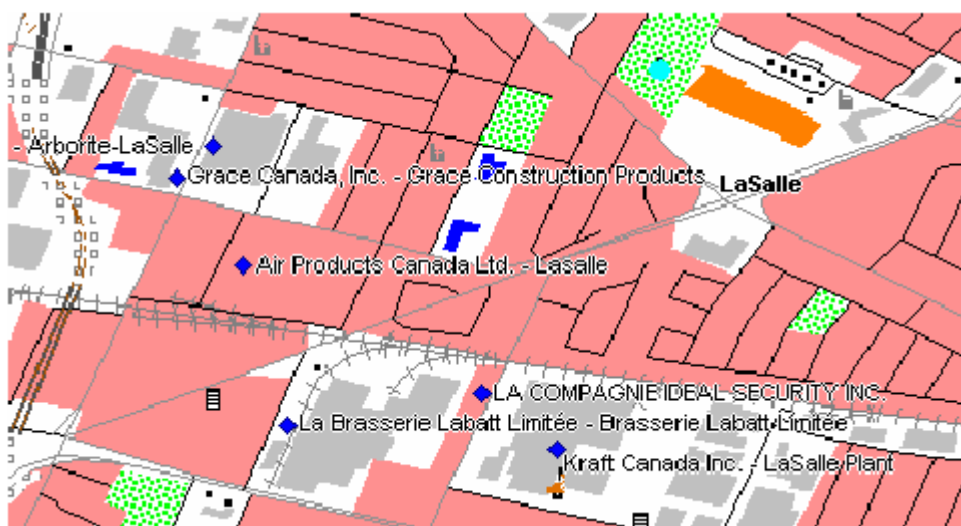 - Arborite-LaSalle
Grace Canada, Inc. - Grace Construction Products
LaSalle
Air Products Canada Ltd. - Lasalle
LA COMPAGNIE IDEAL SECURITY INC.
La Brasserie Labatt Limitée - Brasserie Labatt Limitée
Kraft Canada Inc. - LaSalle Plant